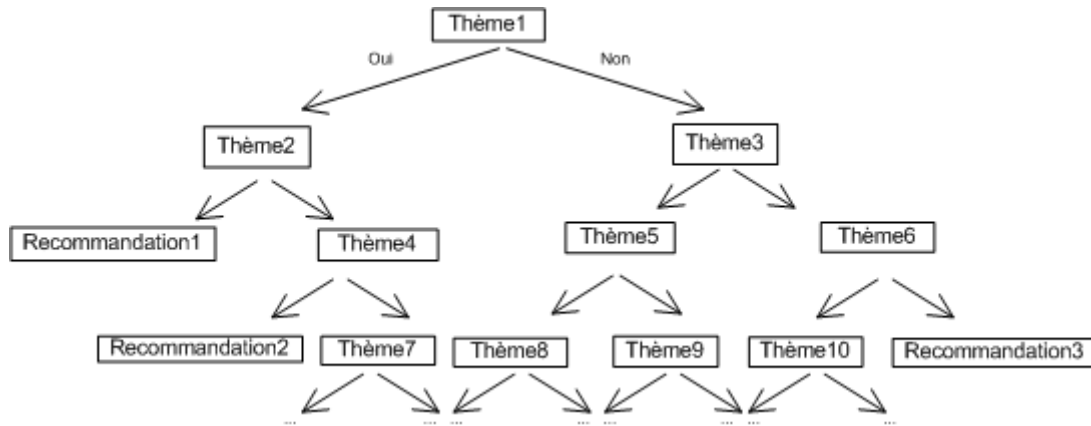 Thème1
Oui Non
Thème2 Thème3
Recommandation1 Thème4 Thème5 Thème6
Recommandation2 Thème7 Thème8 Thème9 Thème10 Recommandation3
... ... ... ... ... ... ... ...